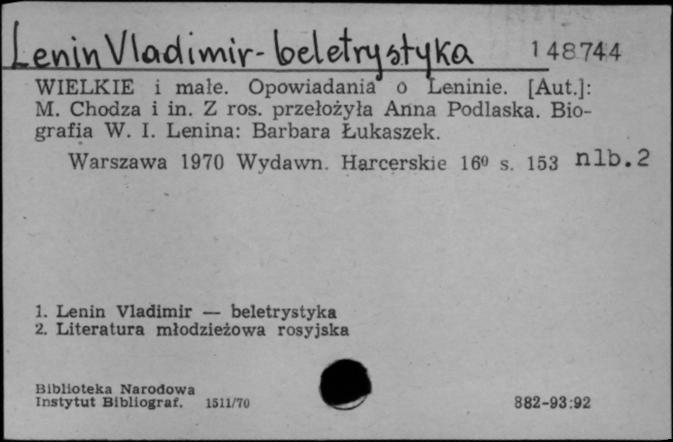 Lenin Vladimir - beletrystyka 148744
WIELKIE i małe. Opowiadania o Leninie. [Aut.]:
M. Chodza i in. Z ros. przełożyła Anna Podlaska. Bio-
grafia W. I. Lenina: Barbara Łukaszek.
Warszawa 1970 Wydawn. Harcerskie 16⁰ s. 153 nlb. 2
1. Lenin Vladimir — beletrystyka
2. Literatura młodzieżowa rosyjska
Biblioteka Narodowa
Instytut Bibliograf. 1511/70 882-93:92